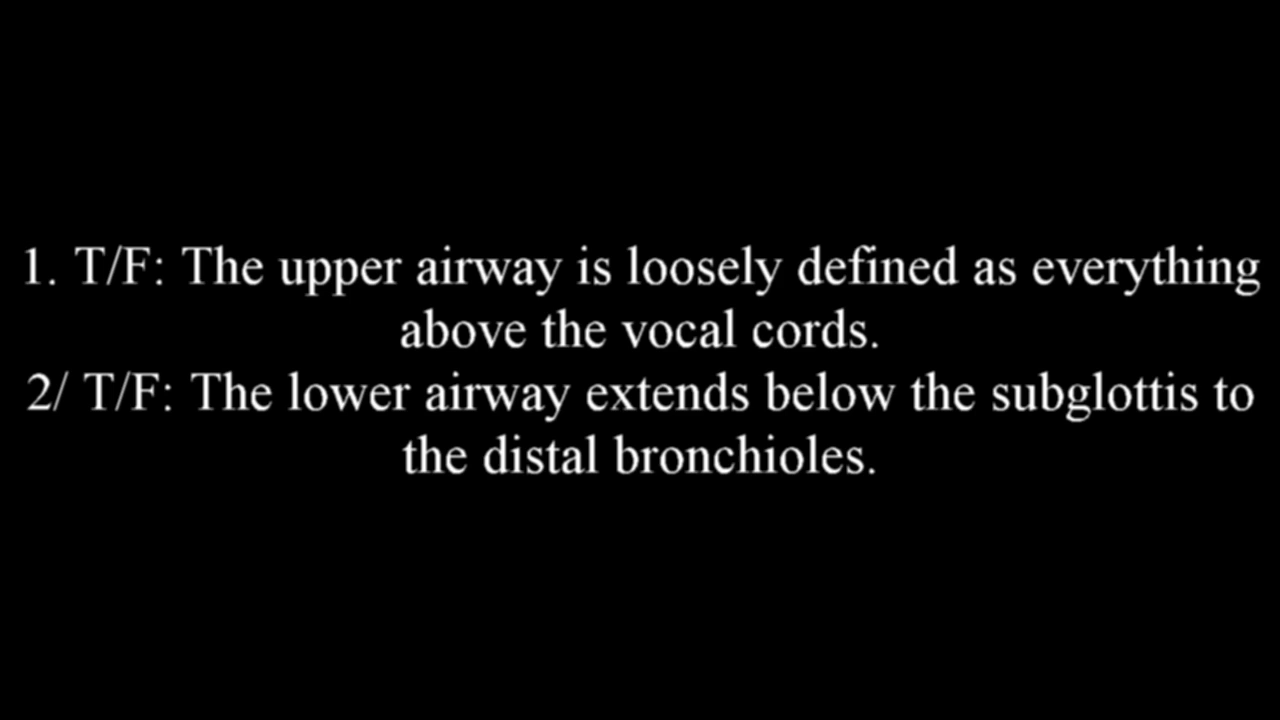 1. T/F: The upper airway is loosely defined as everything
above the vocal cords.
2/ T/F: The lower airway extends below the subglottis to
the distal bronchioles.